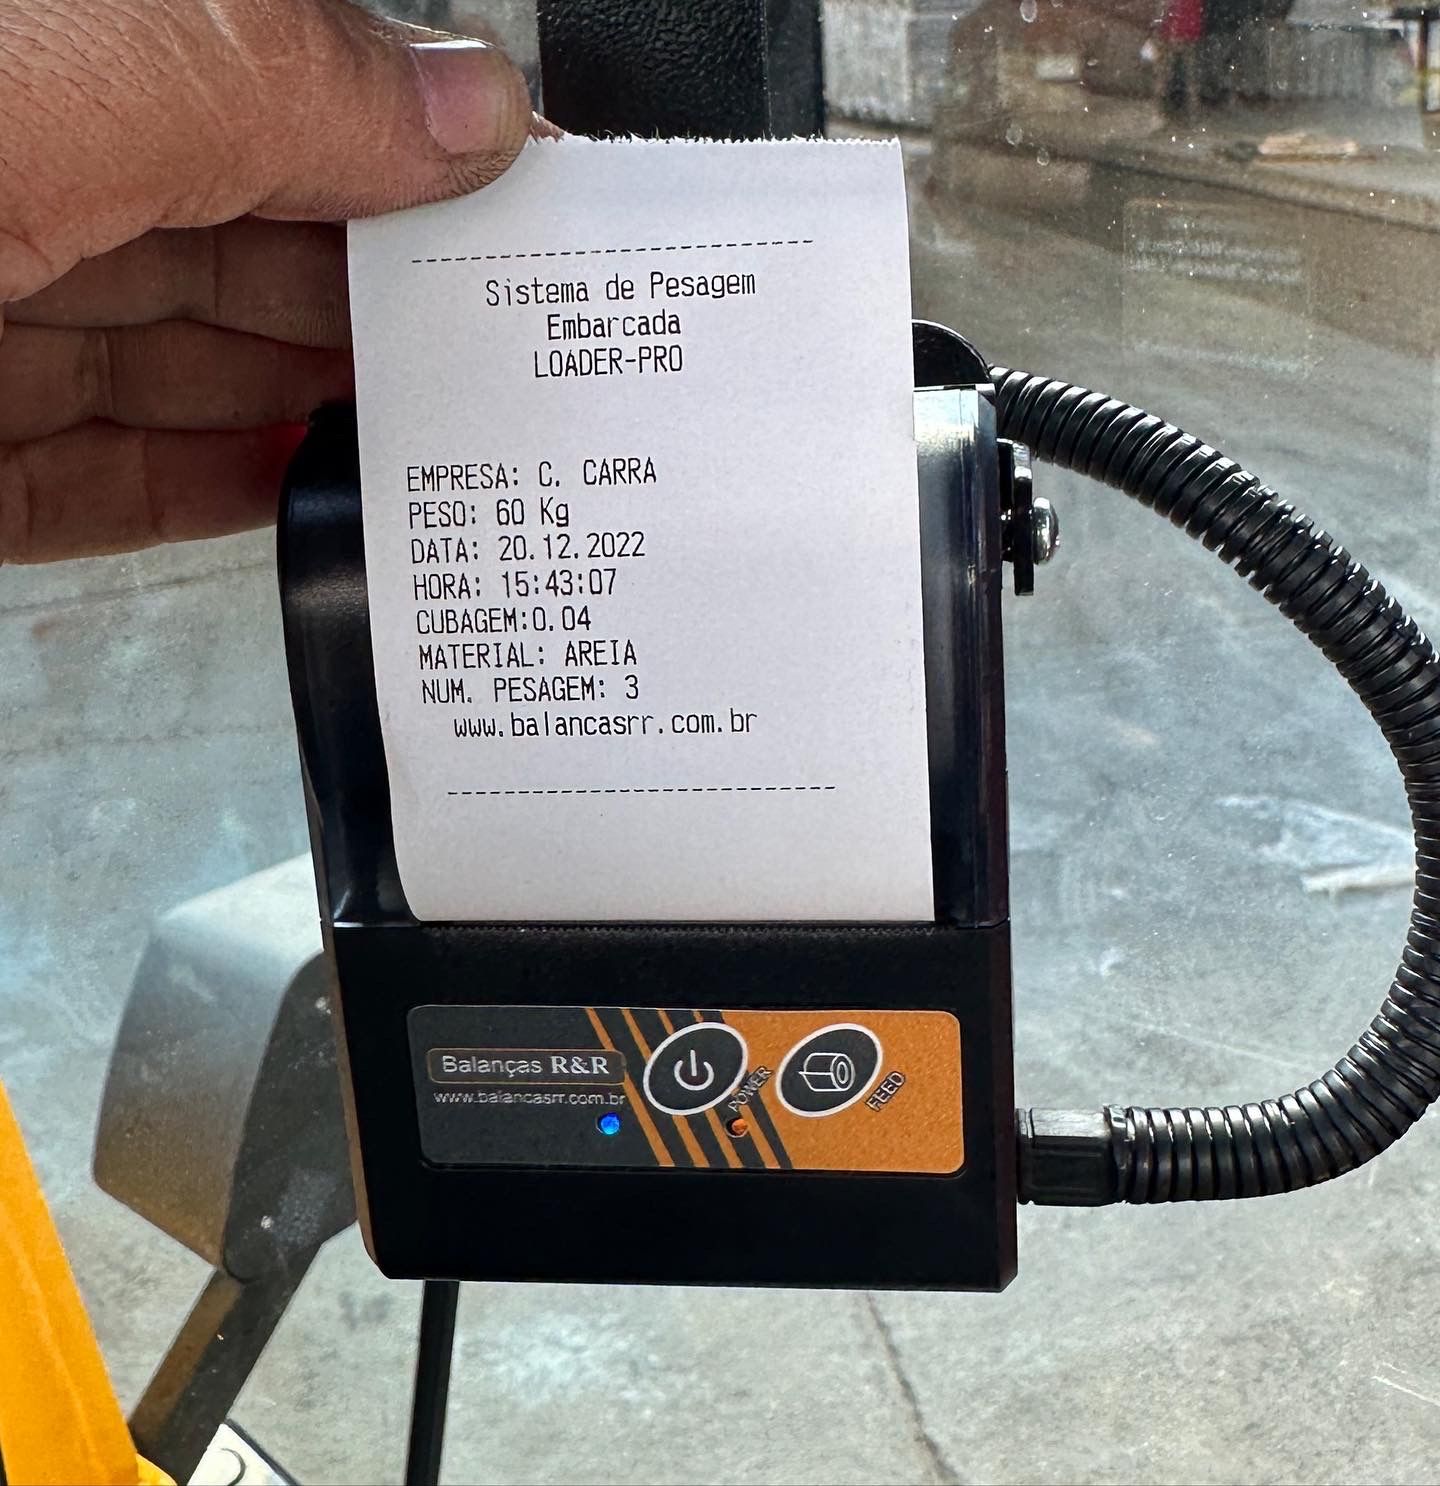 Sistema de Pesagem
Embarcada
LOADER-PRO
EMPRESA: C. CARRA
PESO: 60 Kg
DATA: 20.12.2022
HORA: 15:43:07
CUBAGEM:0.04
MATERIAL: AREIA
NUM. PESAGEM: 3
www.balancasrr.com.br
Balanças R&R
www.balancasrr.com.br
POWER
FEED